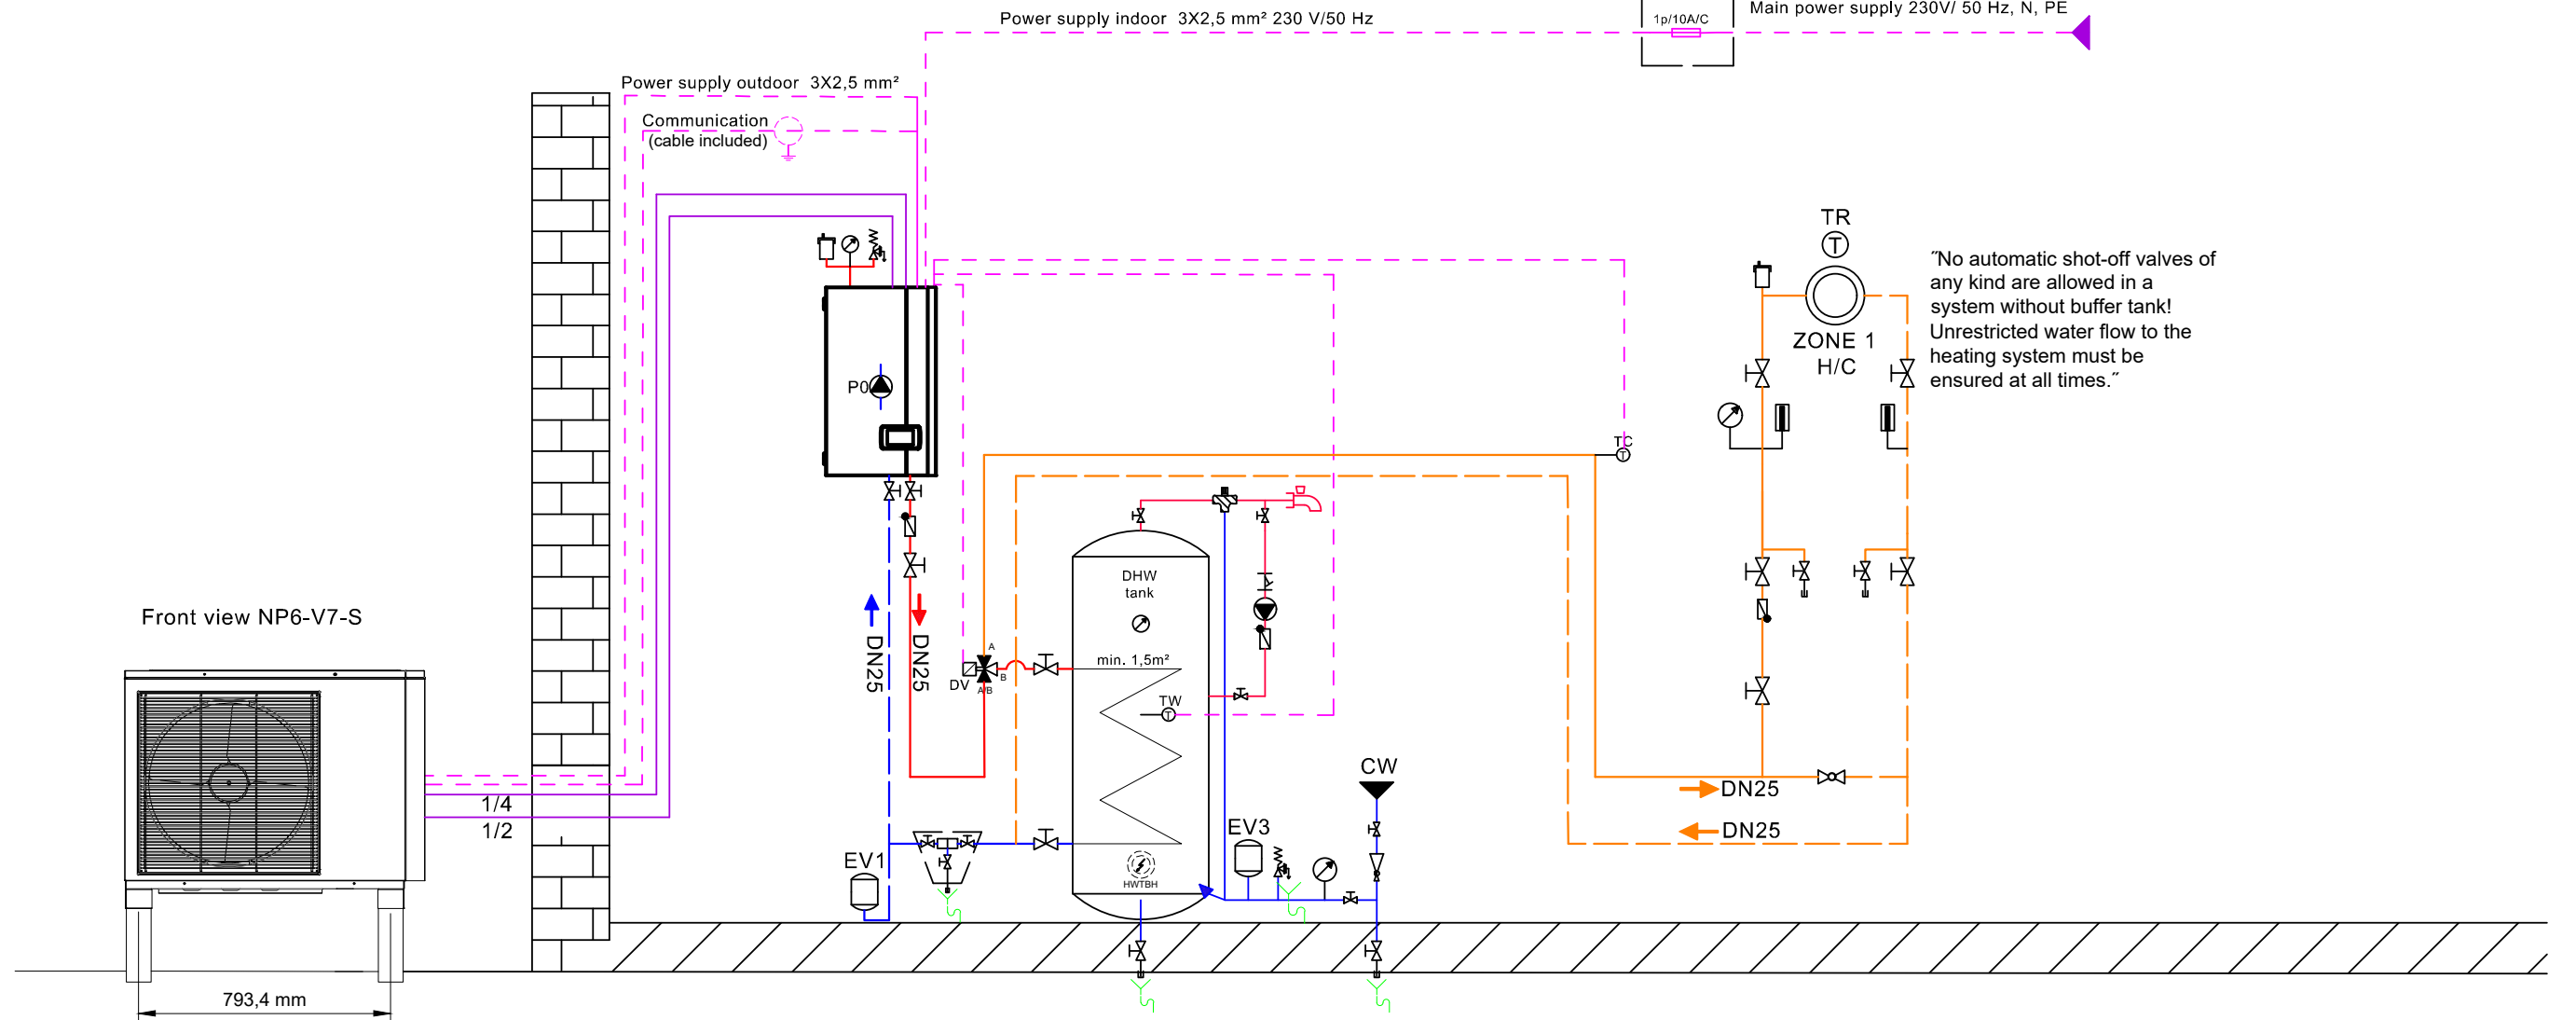 Power supply indoor  3X2,5 mm² 230 V/50 Hz
1p/10A/C
Main power supply 230V/ 50 Hz, N, PE
Power supply outdoor  3X2,5 mm²
Communication
(cable included)
TR
T
ZONE 1
H/C
˝No automatic shot-off valves of
any kind are allowed in a
system without buffer tank!
Unrestricted water flow to the
heating system must be
ensured at all times.˝
P0
TC
T
DHW
tank
Front view NP6-V7-S
DN25
DN25
A
DV
B
A/B
min. 1,5m²
TW
T
CW
1/4
1/2
DN25
DN25
EV1
EV3
HWTBH
793,4 mm